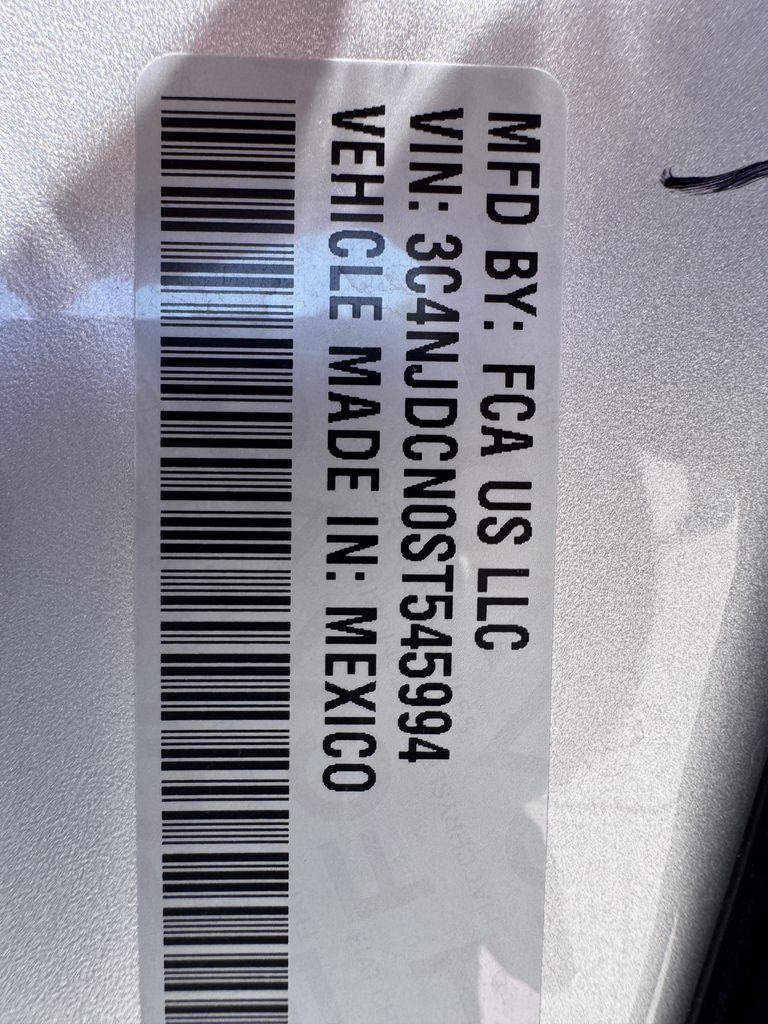 MFD BY: FCA US LLC
VIN: 3C4NJDCN0ST545994
VEHICLE MADE IN: MEXICO